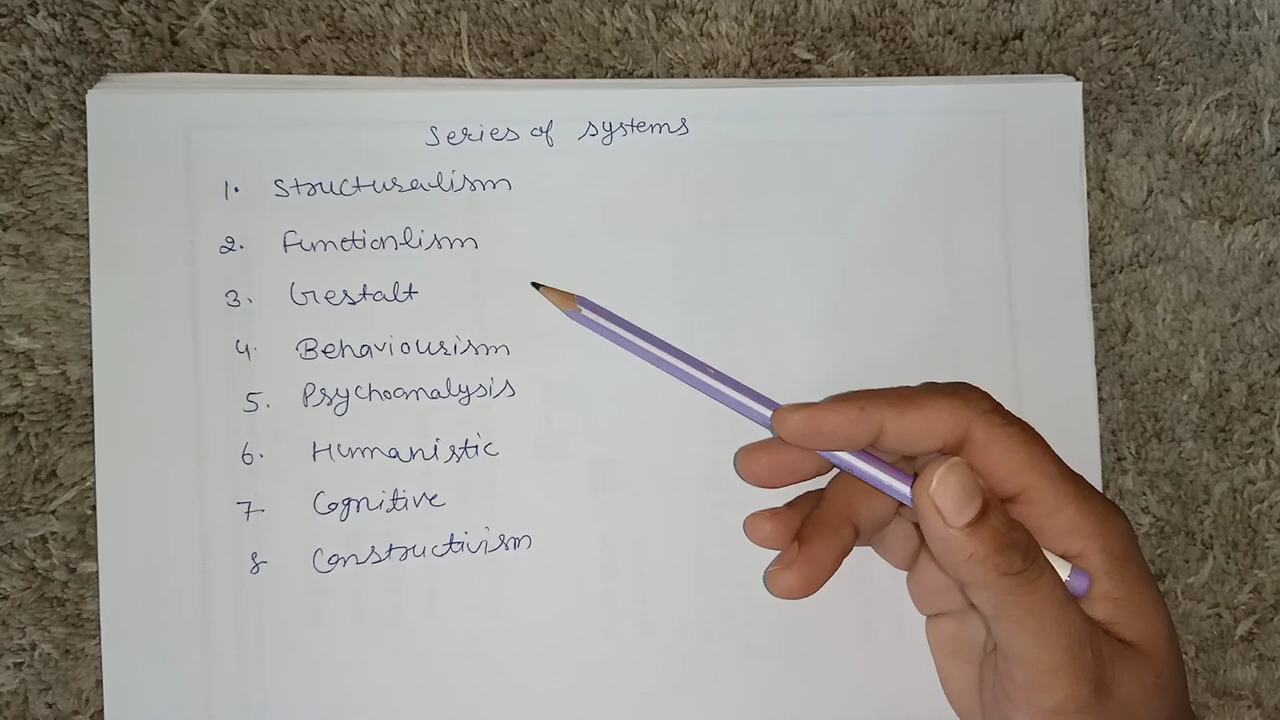 Series of systems
1. Structuralism
2. Functionlism
3. Gestalt
4. Behaviourism
5. Psychoanalysis
6. Humanistic
7. Cognitive
8 Constructivism